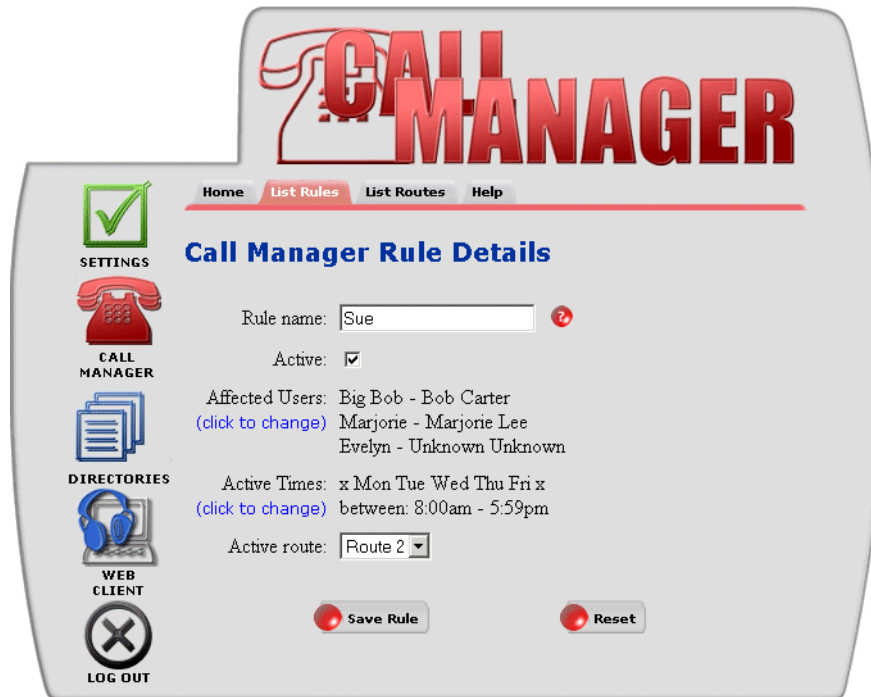 CALL
MANAGER
Home List Rules List Routes Help
SETTINGS
CALL
MANAGER
DIRECTORIES
WEB
CLIENT
LOG OUT
Call Manager Rule Details
Rule name: Sue ?
Active:
Affected Users: Big Bob - Bob Carter
(click to change) Marjorie - Marjorie Lee
Evelyn - Unknown Unknown
Active Times: x Mon Tue Wed Thu Fri x
(click to change) between: 8:00am - 5:59pm
Active route: Route 2
Save Rule Reset